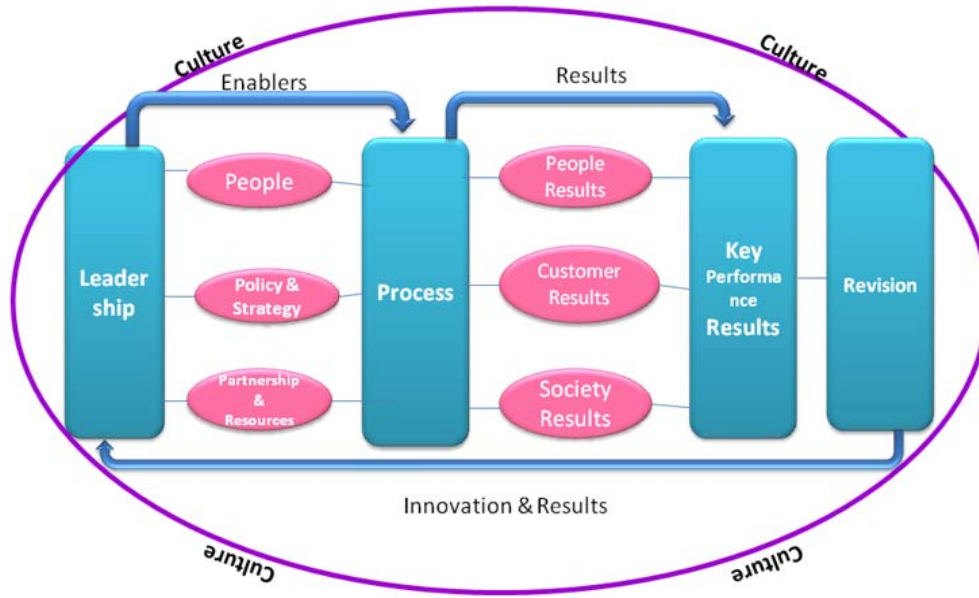 Culture
Culture
Enablers
Results
People
People
Results
Leader
ship
Policy &
Strategy
Process
Customer
Results
Key
Performa
nce
Results
Revision
Partnership
&
Resources
Society
Results
Innovation & Results
Culture
Culture